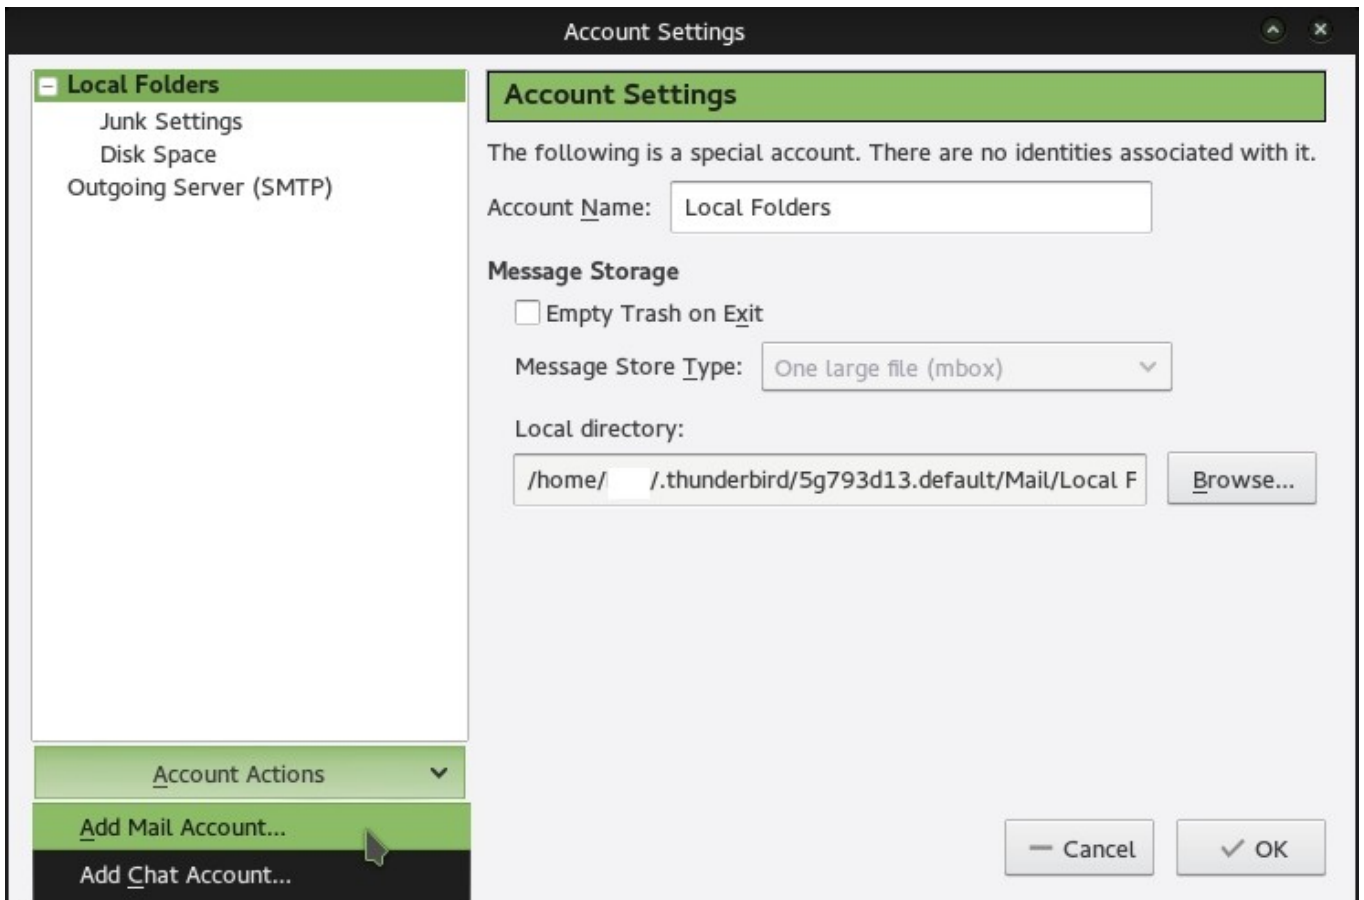 Account Settings
Local Folders
Junk Settings
Disk Space
Outgoing Server (SMTP)
Account Actions
Add Mail Account...
Add Chat Account...
Account Settings
The following is a special account. There are no identities associated with it.
Account Name: Local Folders
Message Storage
Empty Trash on Exit
Message Store Type: One large file (mbox)
Local directory:
/home/ /.thunderbird/5g793d13.default/Mail/Local F Browse...
Cancel OK